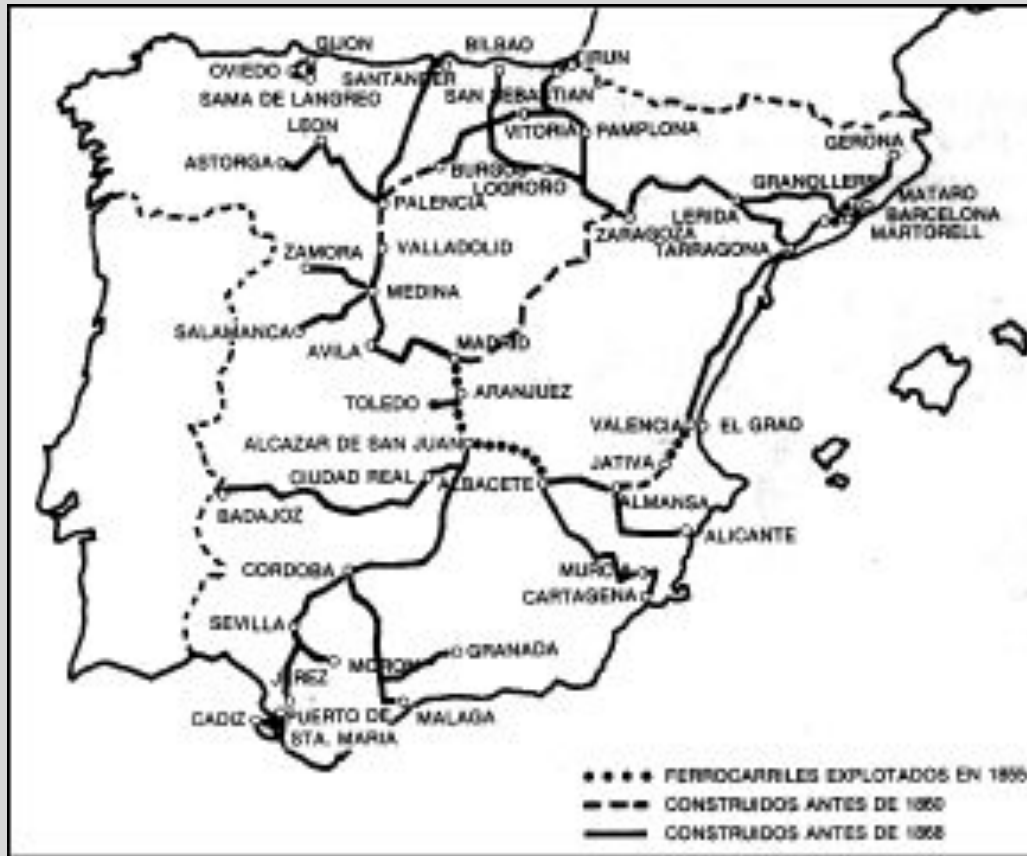 GIJON
BILBAO
IRUN
OVIEDO
SANTANDER
SAN SEBASTIAN
SAMA DE LANGREO
LEON
VITORIA
PAMPLONA
GERONA
ASTORGA
BURGOS
LOGROÑO
GRANOLLERS
PALENCIA
LERIDA
MATARO
ZARAGOZA
BARCELONA
VALLADOLID
TARRAGONA
MARTORELL
ZAMORA
MEDINA
SALAMANCA
AVILA
MADRID
ARANJUEZ
TOLEDO
VALENCIA
EL GRAO
ALCAZAR DE SAN JUAN
JATIVA
CIUDAD REAL
ALBACETE
ALMANSA
BADAJOZ
ALICANTE
CORDOBA
MURCIA
CARTAGENA
SEVILLA
MORON
GRANADA
JEREZ
CADIZ
PUERTO DE
STA. MARIA
MALAGA
FERROCARRILES EXPLOTADOS EN 1855
CONSTRUIDOS ANTES DE 1860
CONSTRUIDOS ANTES DE 1868